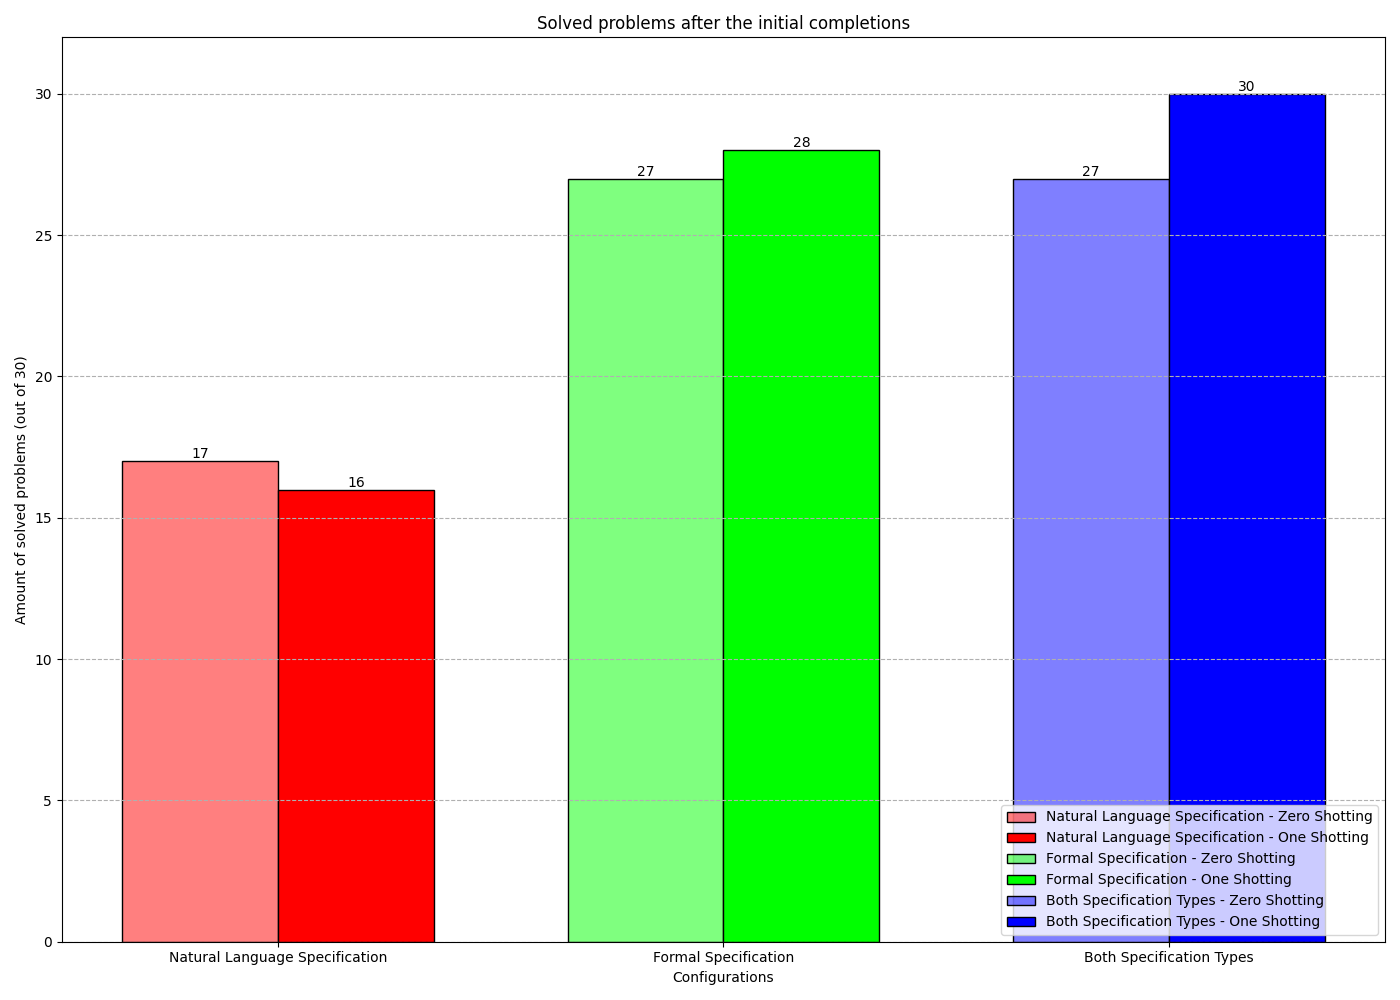 Solved problems after the initial completions
Amount of solved problems (out of 30)
30
25
20
15
10
5
0
17
16
27
28
27
30
Natural Language Specification - Zero Shotting
Natural Language Specification - One Shotting
Formal Specification - Zero Shotting
Formal Specification - One Shotting
Both Specification Types - Zero Shotting
Both Specification Types - One Shotting
Natural Language Specification
Formal Specification
Both Specification Types
Configurations